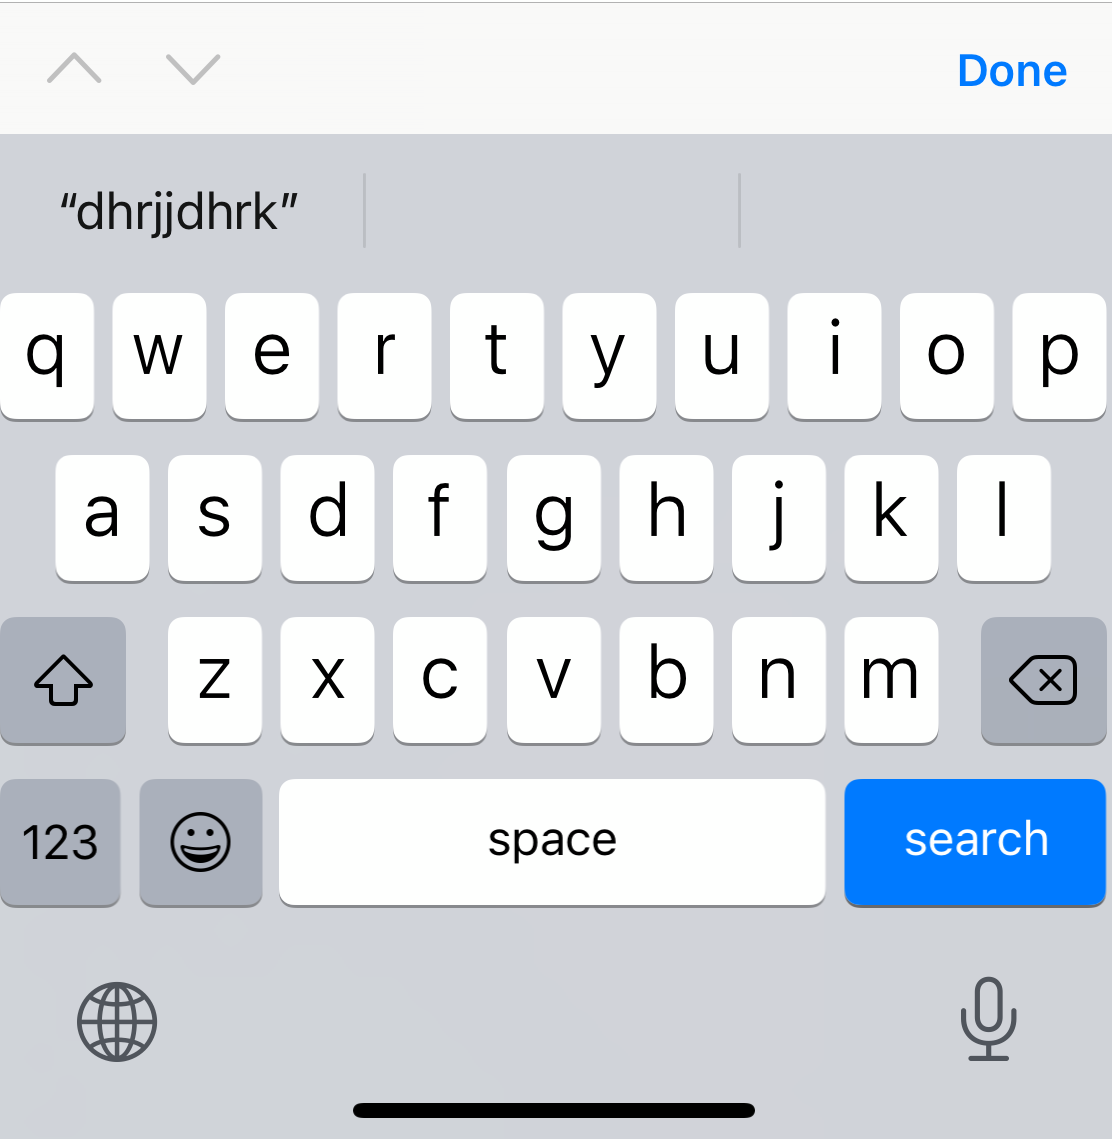 Done
“dhrjjdhrk”
q w e r t y u i o p
a s d f g h j k l
z x c v b n m
123 space search